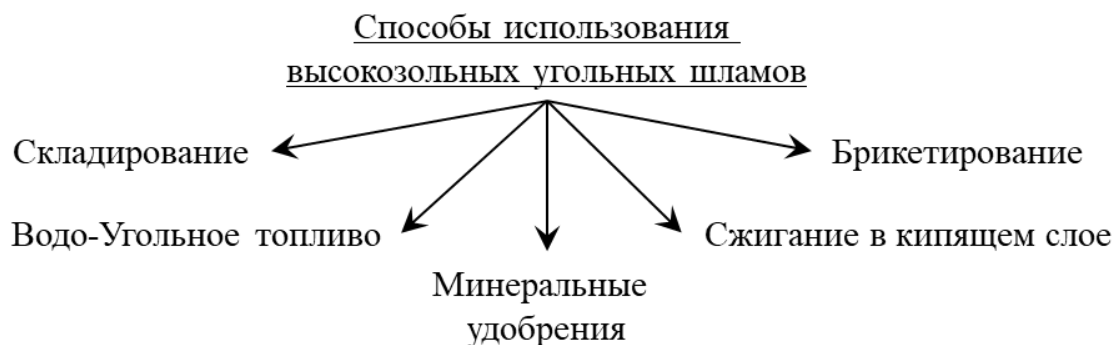 Способы использования
высокозольных угольных шламов
Складирование
Брикетирование
Водо-Угольное топливо
Сжигание в кипящем слое
Минеральные
удобрения